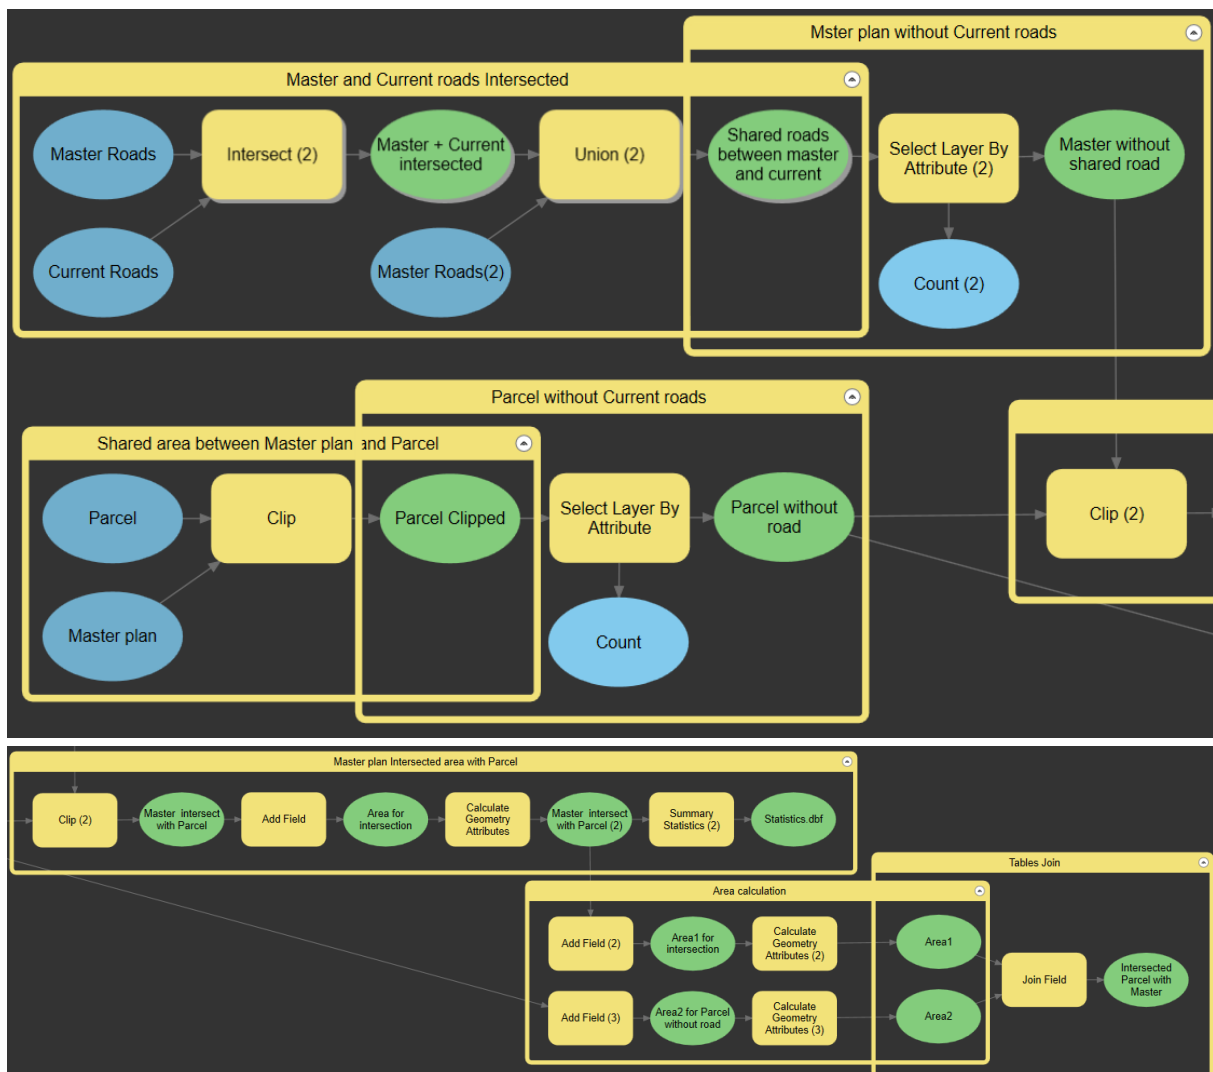 Mster plan without Current roads
Master and Current roads Intersected
Master Roads
Intersect (2)
Master + Current
intersected
Union (2)
Shared roads
between master
and current
Select Layer By
Attribute (2)
Master without
shared road
Current Roads
Master Roads(2)
Count (2)
Parcel without Current roads
Shared area between Master plan and Parcel
Parcel
Clip
Parcel Clipped
Select Layer By
Attribute
Parcel without
road
Clip (2)
Master plan
Count
Master plan Intersected area with Parcel
Clip (2)
Master intersect
with Parcel
Add Field
Area for
intersection
Calculate
Geometry
Attributes
Master intersect
with Parcel (2)
Summary
Statistics (2)
Statistics.dbf
Tables Join
Area calculation
Add Field (2)
Area1 for
intersection
Calculate
Geometry
Attributes (2)
Area1
Join Field
Intersected
Parcel with
Master
Add Field (3)
Area2 for Parcel
without road
Calculate
Geometry
Attributes (3)
Area2